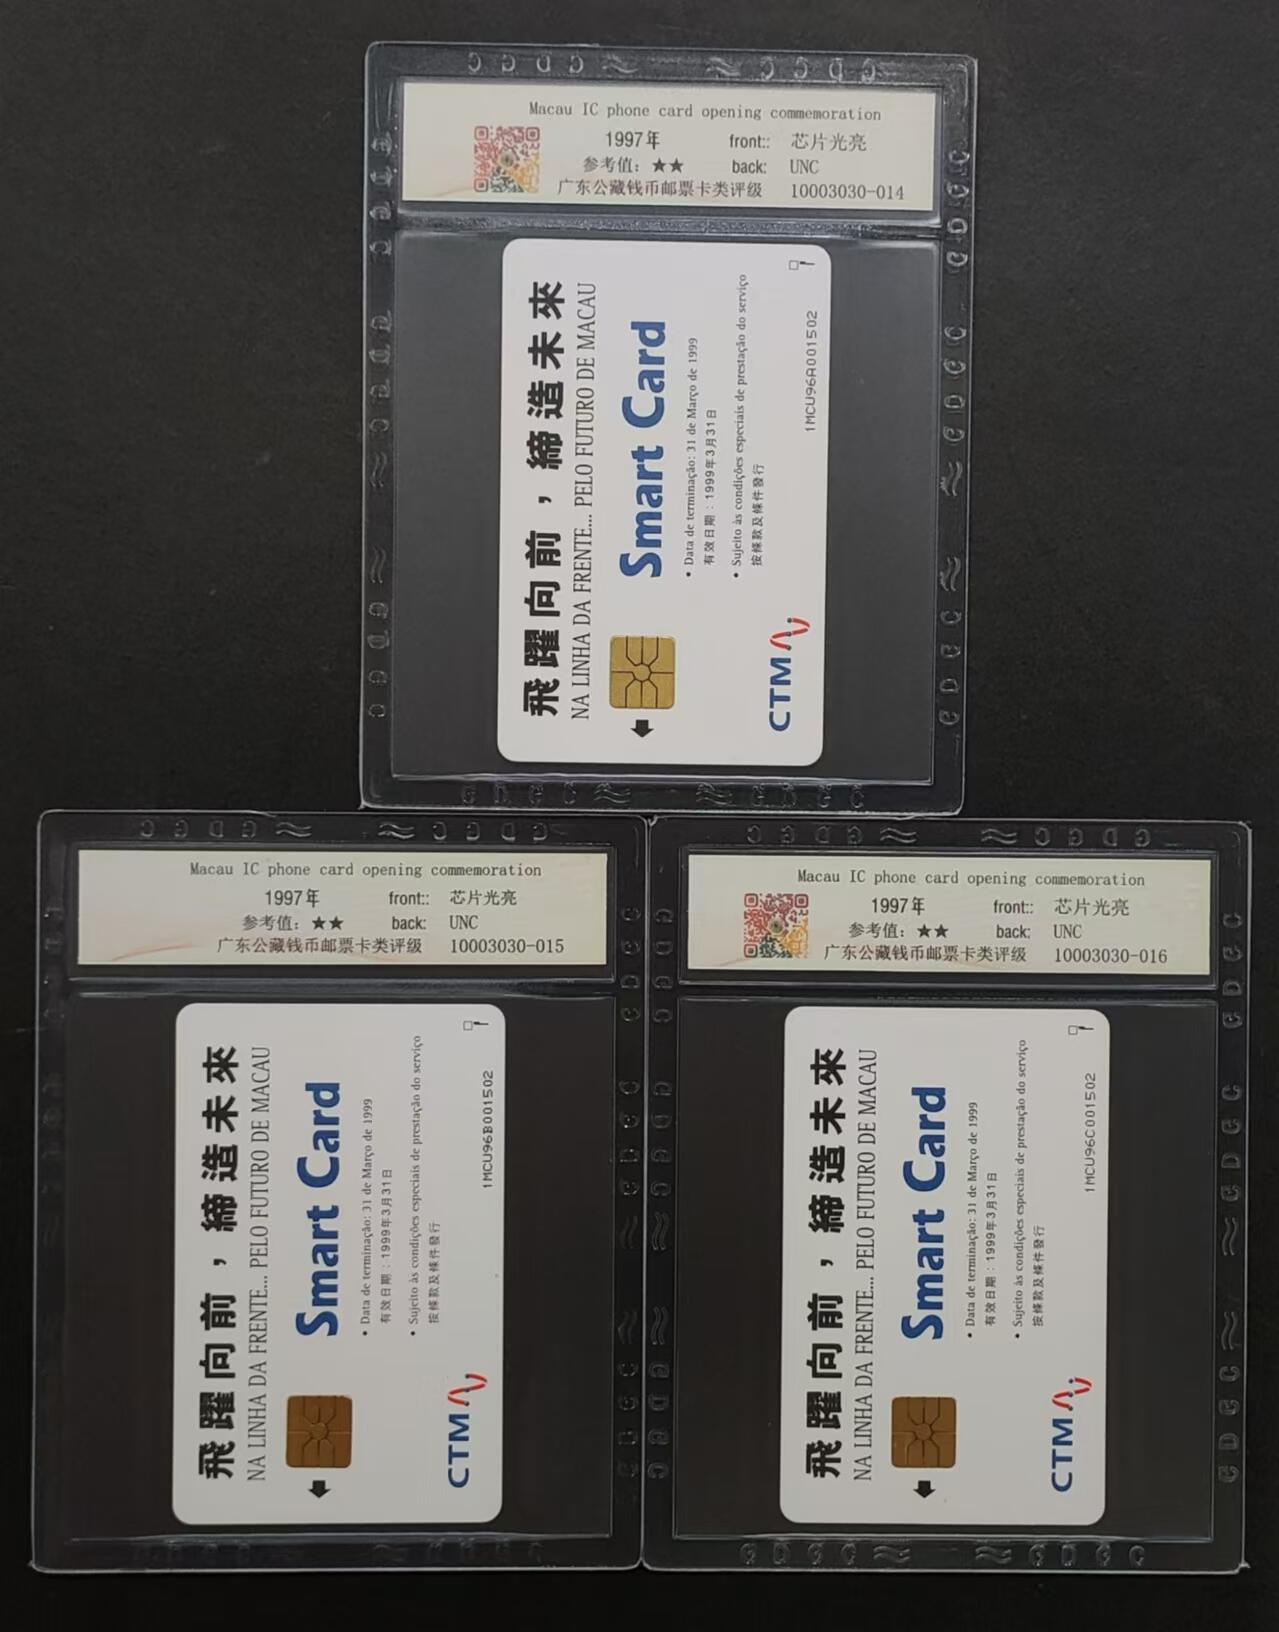 Macau IC phone card opening commemoration
1997年 front:: 芯片光亮
参考值：★★ back: UNC
广东公藏钱币邮票卡类评级 10003030-014
飛躍向前，締造未來
NA LINHA DA FRENTE... PELO FUTURO DE MACAU
Smart Card
• Data de terminação: 31 de Março de 1999
有效日期：1999年3月31日
• Sujeito às condições especiais de prestação do serviço
按條款及條件發行
CTM
1MCU96A001502
Macau IC phone card opening commemoration
1997年 front:: 芯片光亮
参考值：★★ back: UNC
广东公藏钱币邮票卡类评级 10003030-015
飛躍向前，締造未來
NA LINHA DA FRENTE... PELO FUTURO DE MACAU
Smart Card
• Data de terminação: 31 de Março de 1999
有效日期：1999年3月31日
• Sujeito às condições especiais de prestação do serviço
按條款及條件發行
CTM
1MCU96B001502
Macau IC phone card opening commemoration
1997年 front:: 芯片光亮
参考值：★★ back: UNC
广东公藏钱币邮票卡类评级 10003030-016
飛躍向前，締造未來
NA LINHA DA FRENTE... PELO FUTURO DE MACAU
Smart Card
• Data de terminação: 31 de Março de 1999
有效日期：1999年3月31日
• Sujeito às condições especiais de prestação do serviço
按條款及條件發行
CTM
1MCU96C001502